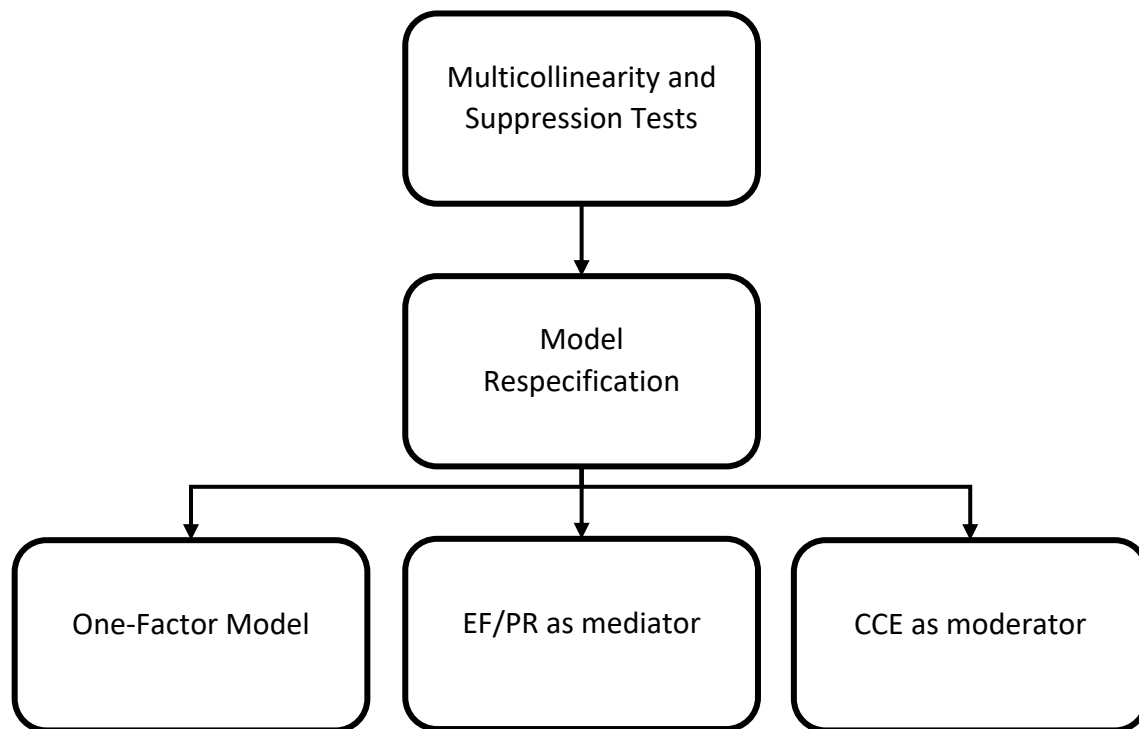 Multicollinearity and
Suppression Tests
Model
Respecification
One-Factor Model
EF/PR as mediator
CCE as moderator